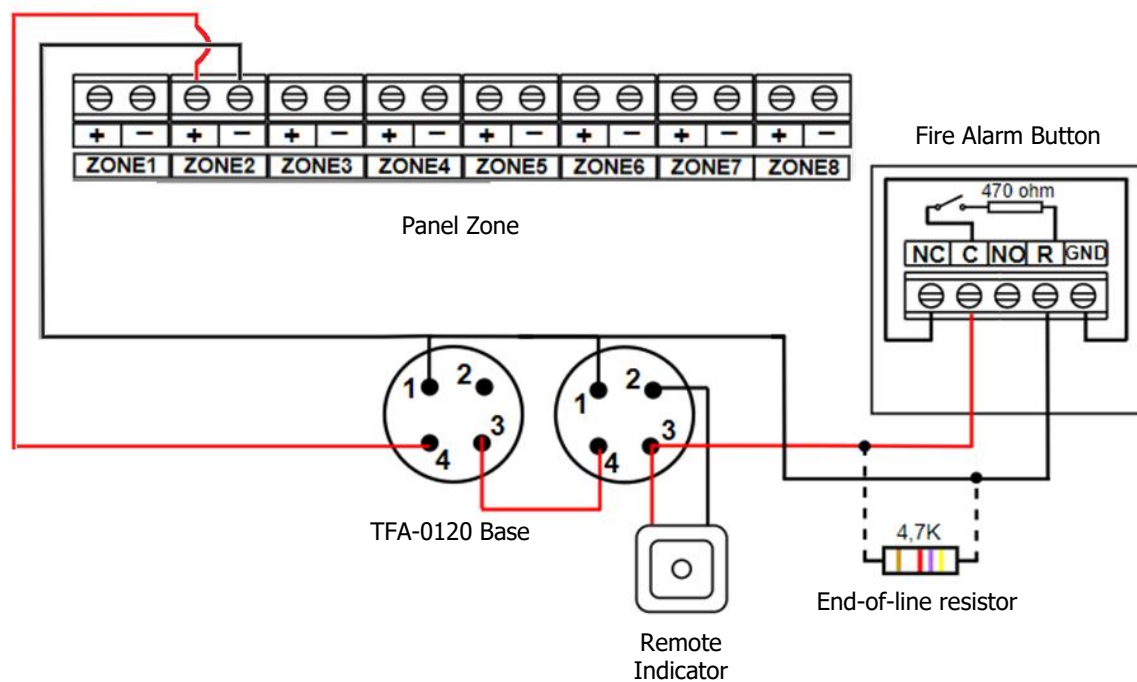 + − + − + − + − + − + − + − + −
ZONE1 ZONE2 ZONE3 ZONE4 ZONE5 ZONE6 ZONE7 ZONE8
Panel Zone
Fire Alarm Button
470 ohm
NC C NO R GND
1 2
3
4
1 2
3
4
TFA-0120 Base
4,7K
End-of-line resistor
Remote
Indicator